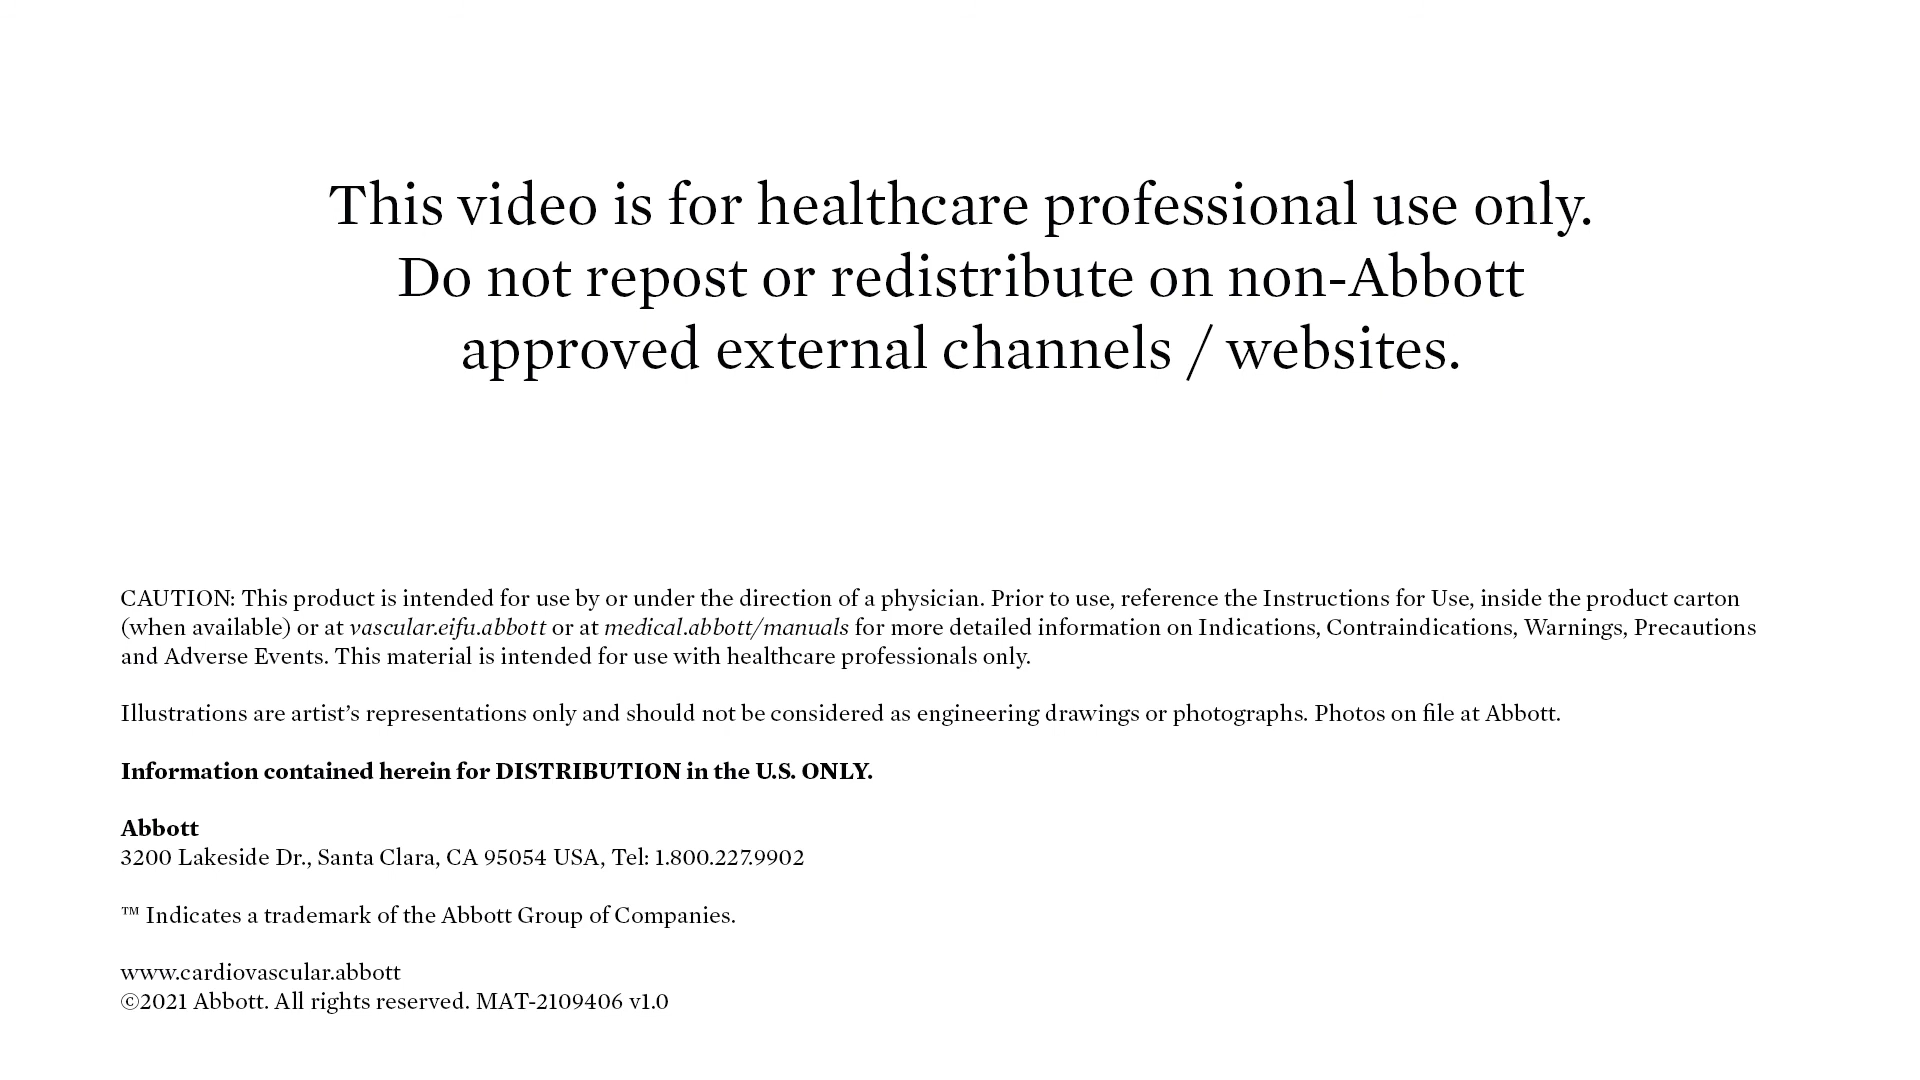 This video is for healthcare professional use only.
Do not repost or redistribute on non-Abbott
approved external channels / websites.
CAUTION: This product is intended for use by or under the direction of a physician. Prior to use, reference the Instructions for Use, inside the product carton
(when available) or at vascular.eifu.abbott or at medical.abbott/manuals for more detailed information on Indications, Contraindications, Warnings, Precautions
and Adverse Events. This material is intended for use with healthcare professionals only.
Illustrations are artist’s representations only and should not be considered as engineering drawings or photographs. Photos on file at Abbott.
Information contained herein for DISTRIBUTION in the U.S. ONLY.
Abbott
3200 Lakeside Dr., Santa Clara, CA 95054 USA, Tel: 1.800.227.9902
™ Indicates a trademark of the Abbott Group of Companies.
www.cardiovascular.abbott
©2021 Abbott. All rights reserved. MAT-2109406 v1.0